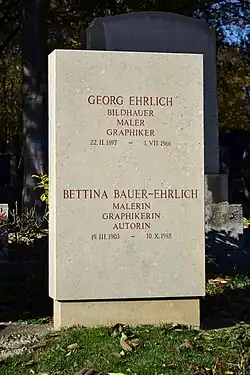 GEORG EHRLICH
BILDHAUER
MALER
GRAPHIKER
22. II. 1897 - 1. VII. 1966
BETTINA BAUER-EHRLICH
MALERIN
GRAPHIKERIN
AUTORIN
19. III. 1903 - 10. X. 1985